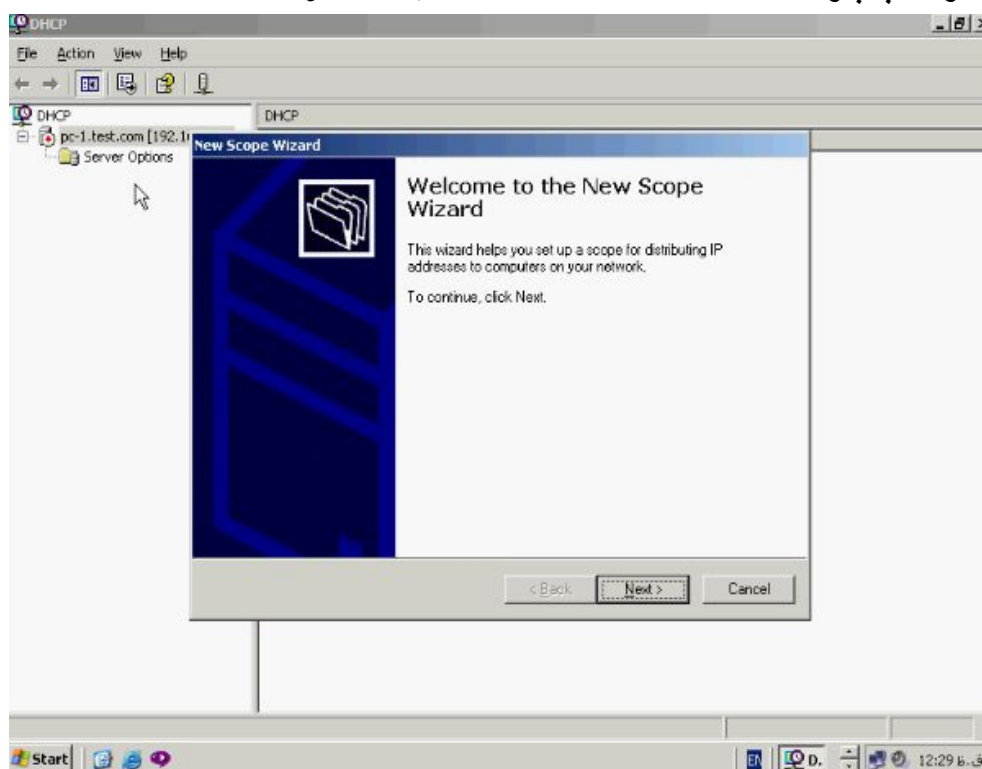 DHCP
File Action View Help
DHCP
DHCP
pc-1.test.com [192.1
Server Options
New Scope Wizard
Welcome to the New Scope
Wizard
This wizard helps you set up a scope for distributing IP
addresses to computers on your network.
To continue, click Next.
< Back
Next >
Cancel
Start
EN
D.
12:29 ق.ظ